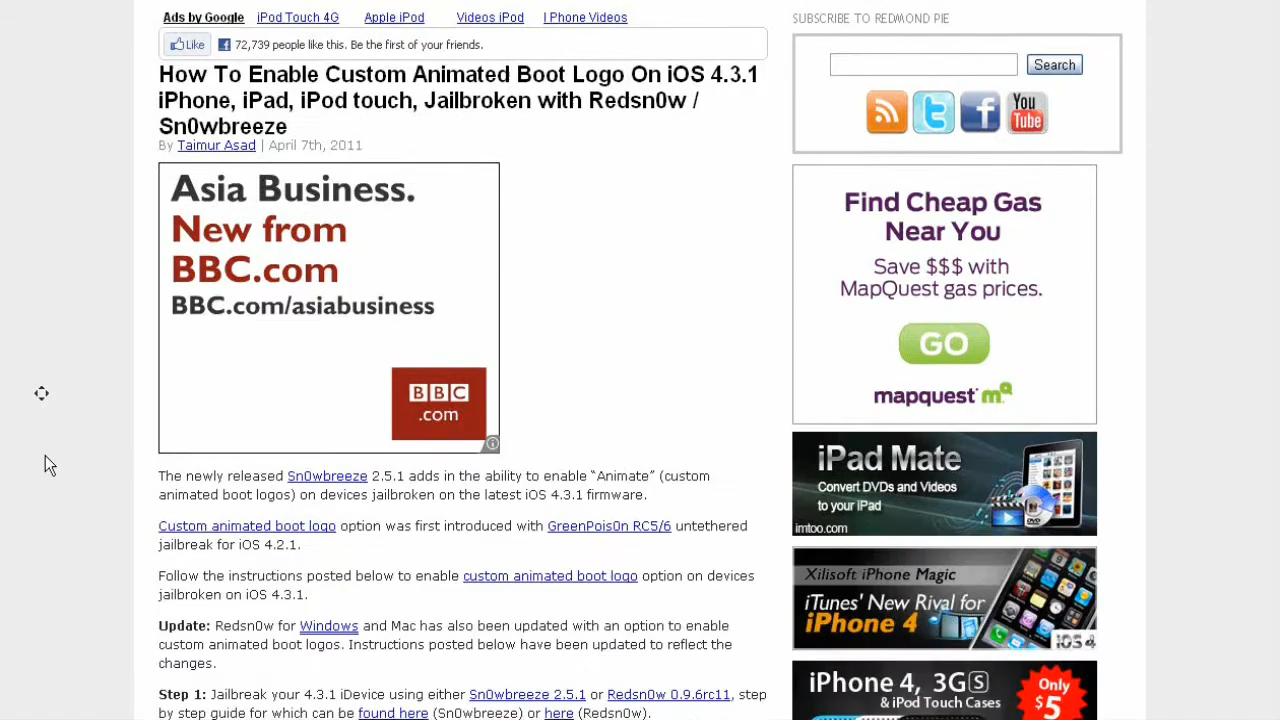 Ads by Google iPod Touch 4G Apple iPod Videos iPod I Phone Videos
Like 72,739 people like this. Be the first of your friends.
How To Enable Custom Animated Boot Logo On iOS 4.3.1
iPhone, iPad, iPod touch, Jailbroken with Redsn0w /
Sn0wbreeze
By Taimur Asad | April 7th, 2011
Asia Business.
New from
BBC.com
BBC.com/asiabusiness
BBC
.com
The newly released Sn0wbreeze 2.5.1 adds in the ability to enable “Animate” (custom
animated boot logos) on devices jailbroken on the latest iOS 4.3.1 firmware.
Custom animated boot logo option was first introduced with GreenPois0n RC5/6 untethered
jailbreak for iOS 4.2.1.
Follow the instructions posted below to enable custom animated boot logo option on devices
jailbroken on iOS 4.3.1.
Update: Redsn0w for Windows and Mac has also been updated with an option to enable
custom animated boot logos. Instructions posted below have been updated to reflect the
changes.
Step 1: Jailbreak your 4.3.1 iDevice using either Sn0wbreeze 2.5.1 or Redsn0w 0.9.6rc11, step
by step guide for which can be found here (Sn0wbreeze) or here (Redsn0w).
SUBSCRIBE TO REDMOND PIE
Search
You
Tube
Find Cheap Gas
Near You
Save $$$ with
MapQuest gas prices.
GO
mapquest mq
iPad Mate
Convert DVDs and Videos
to your iPad
imtoo.com
DVD
Xilisoft iPhone Magic
iTunes' New Rival for
iPhone 4
iOS 4
iPhone 4, 3GS
& iPod Touch Cases
Only
$5